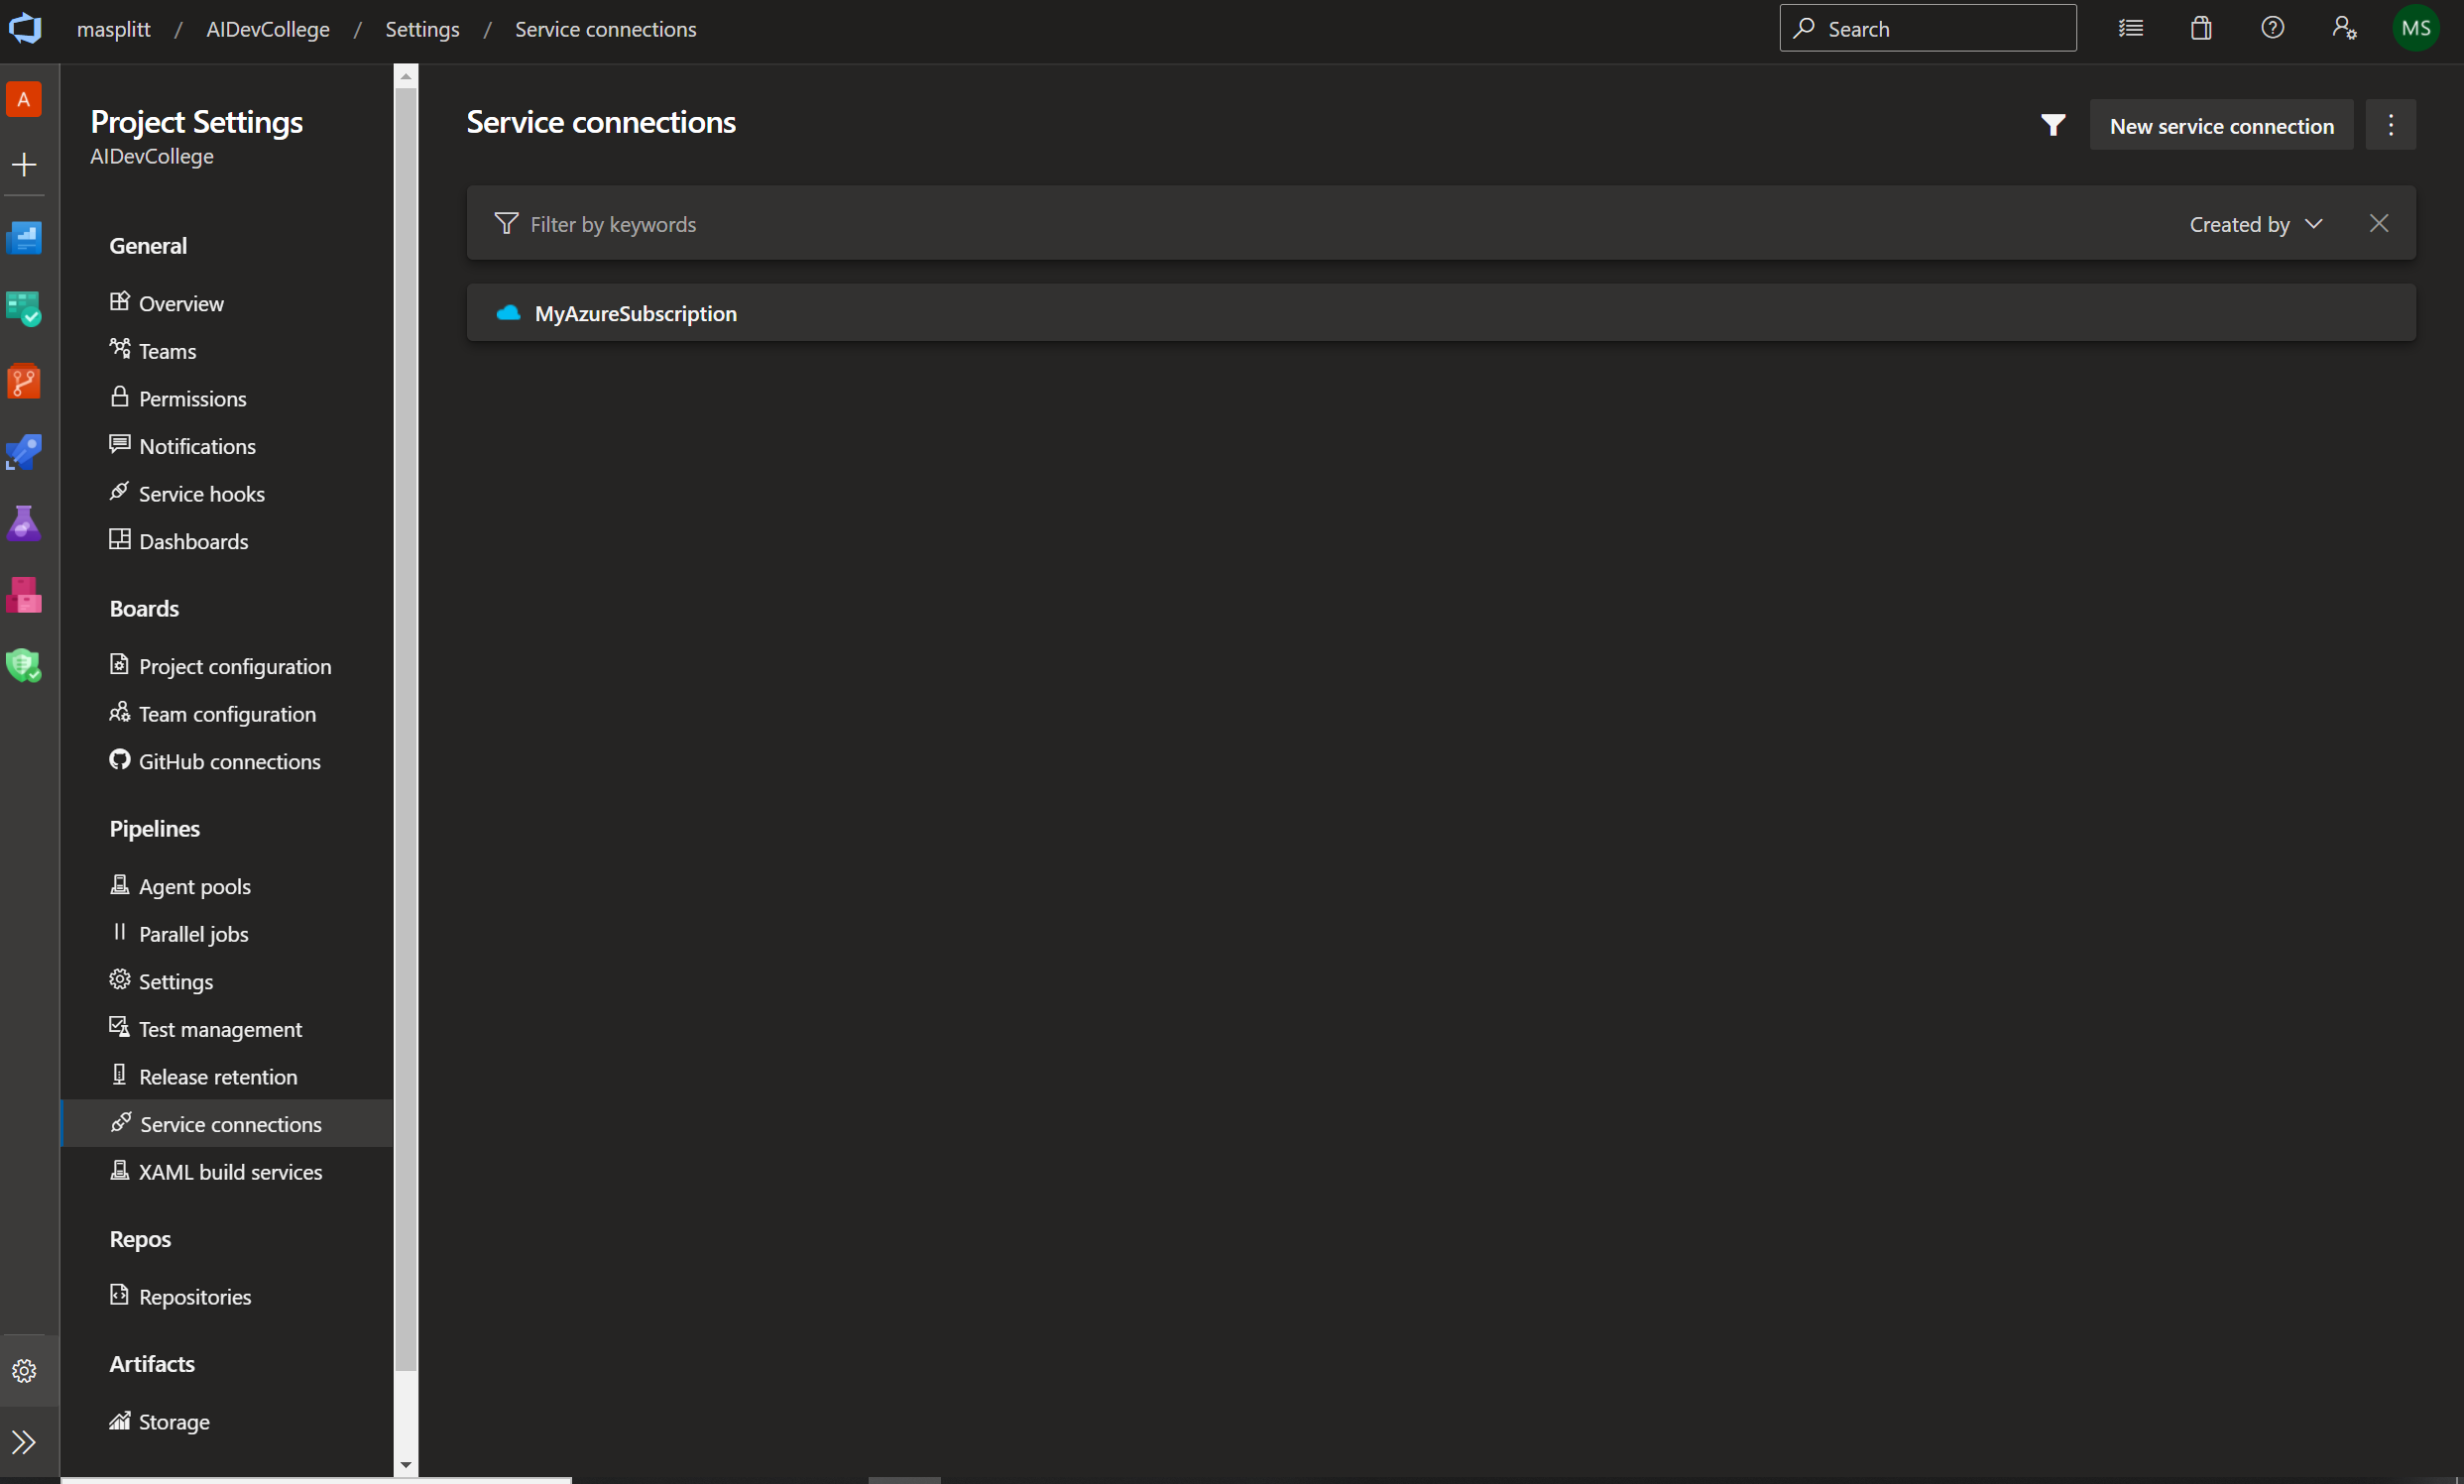 masplitt / AIDevCollege / Settings / Service connections
Search
MS
A
Project Settings
AIDevCollege
General
Overview
Teams
Permissions
Notifications
Service hooks
Dashboards
Boards
Project configuration
Team configuration
GitHub connections
Pipelines
Agent pools
Parallel jobs
Settings
Test management
Release retention
Service connections
XAML build services
Repos
Repositories
Artifacts
Storage
Service connections
New service connection
Filter by keywords
Created by
MyAzureSubscription